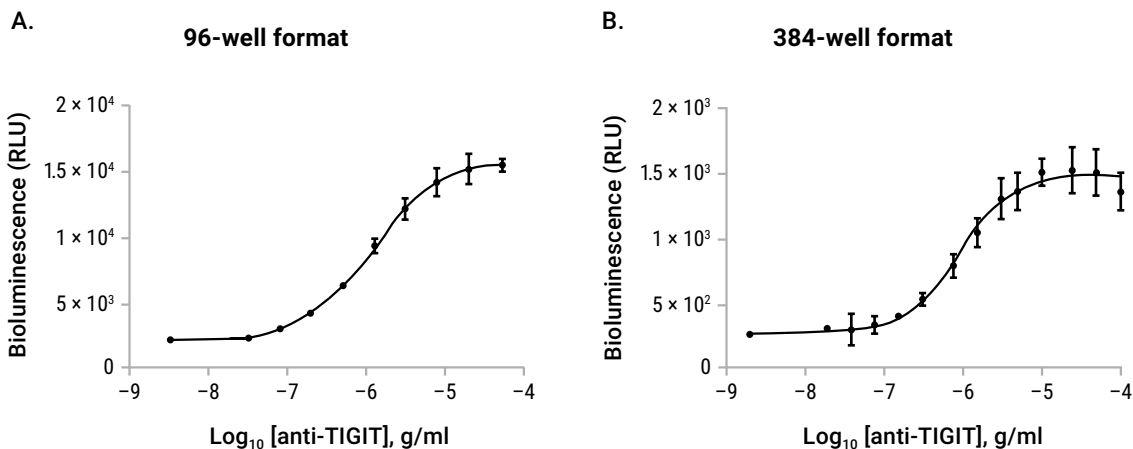 A.
96-well format
Bioluminescence (RLU)
2 × 10⁴
1.5 × 10⁴
1 × 10⁴
5 × 10³
0
−9 −8 −7 −6 −5 −4
Log₁₀ [anti-TIGIT], g/ml
B.
384-well format
Bioluminescence (RLU)
2 × 10³
1.5 × 10³
1 × 10³
5 × 10²
0
−9 −8 −7 −6 −5 −4
Log₁₀ [anti-TIGIT], g/ml